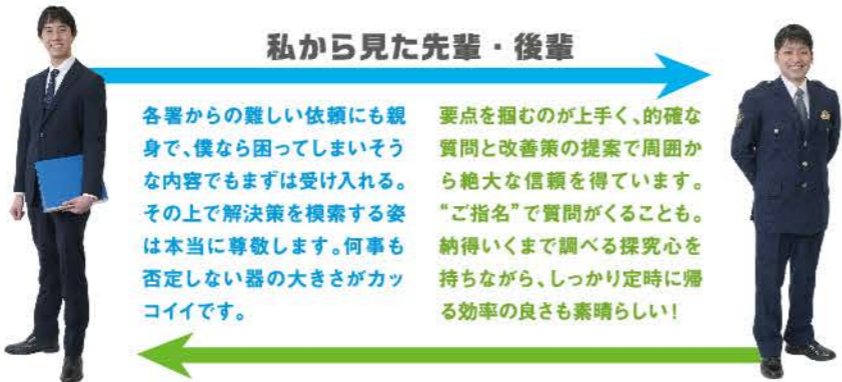 私から見た先輩・後輩
各署からの難しい依頼にも親
身で、僕なら困ってしまいそう
な内容でもまずは受け入れる。
その上で解決策を模索する姿
は本当に尊敬します。何事も
否定しない器の大きさがカッ
コイイです。
要点を掴むのが上手く、的確な
質問と改善策の提案で周囲か
ら絶大な信頼を得ています。
“ご指名”で質問がくることも。
納得いくまで調べる探究心を
持ちながら、しっかり定時に帰
る効率の良さも素晴らしい！